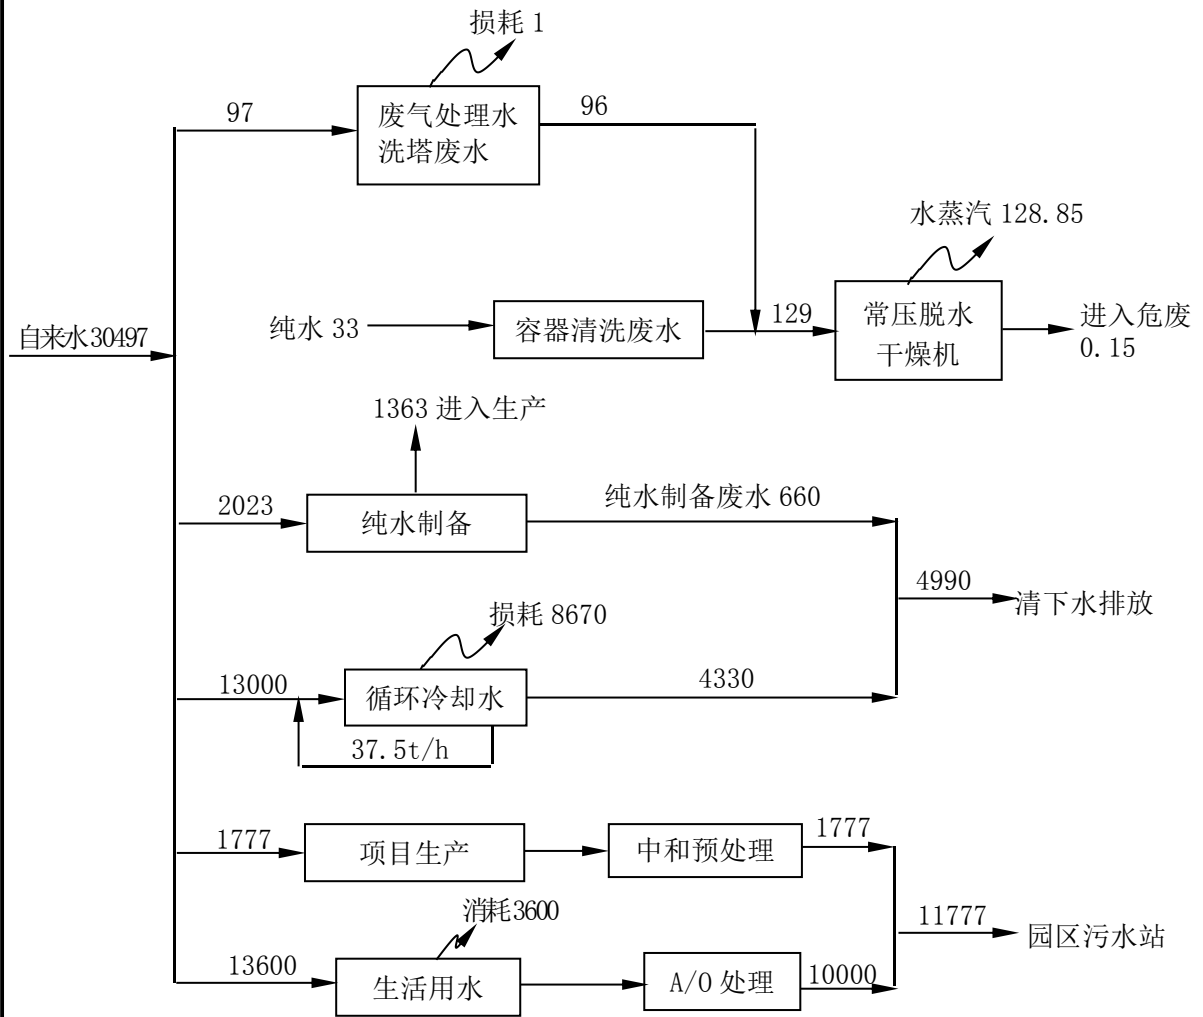 损耗 1
97
废气处理水
洗塔废水
96
水蒸汽 128.85
自来水30497
纯水 33
容器清洗废水
129
常压脱水
干燥机
进入危废
0.15
1363 进入生产
2023
纯水制备
纯水制备废水 660
4990
清下水排放
损耗 8670
13000
循环冷却水
4330
37.5t/h
1777
项目生产
中和预处理
1777
消耗3600
11777
园区污水站
13600
生活用水
A/O 处理
10000